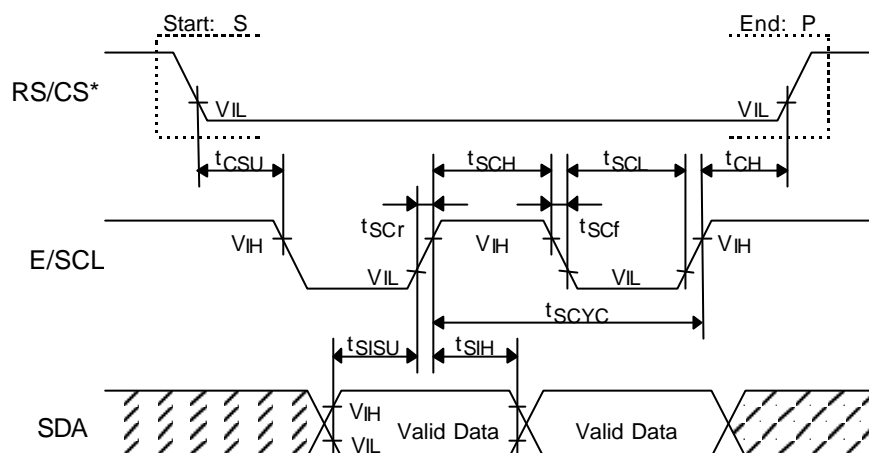 Start: S End: P
RS/CS*
VIL VIL
tCSU tSCH tSCL tCH
tSCr tSCf
E/SCL
VIH VIH VIH
VIL VIL
tSCYC
tSISU tSIH
SDA
VIH
VIL
Valid Data Valid Data